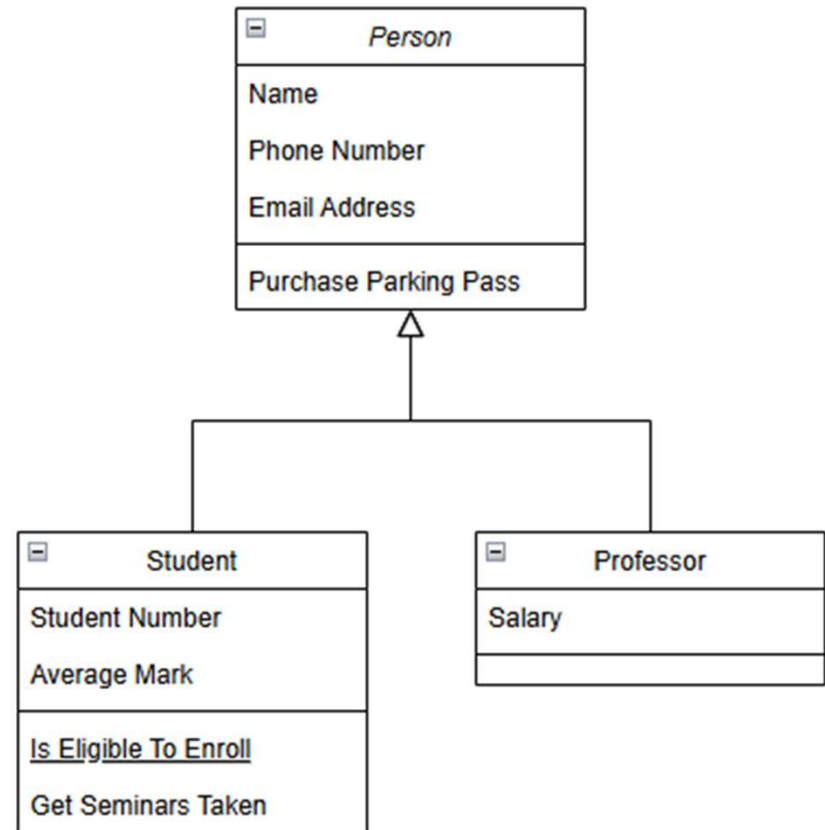 Person
Name
Phone Number
Email Address
Purchase Parking Pass
Student
Student Number
Average Mark
Is Eligible To Enroll
Get Seminars Taken
Professor
Salary